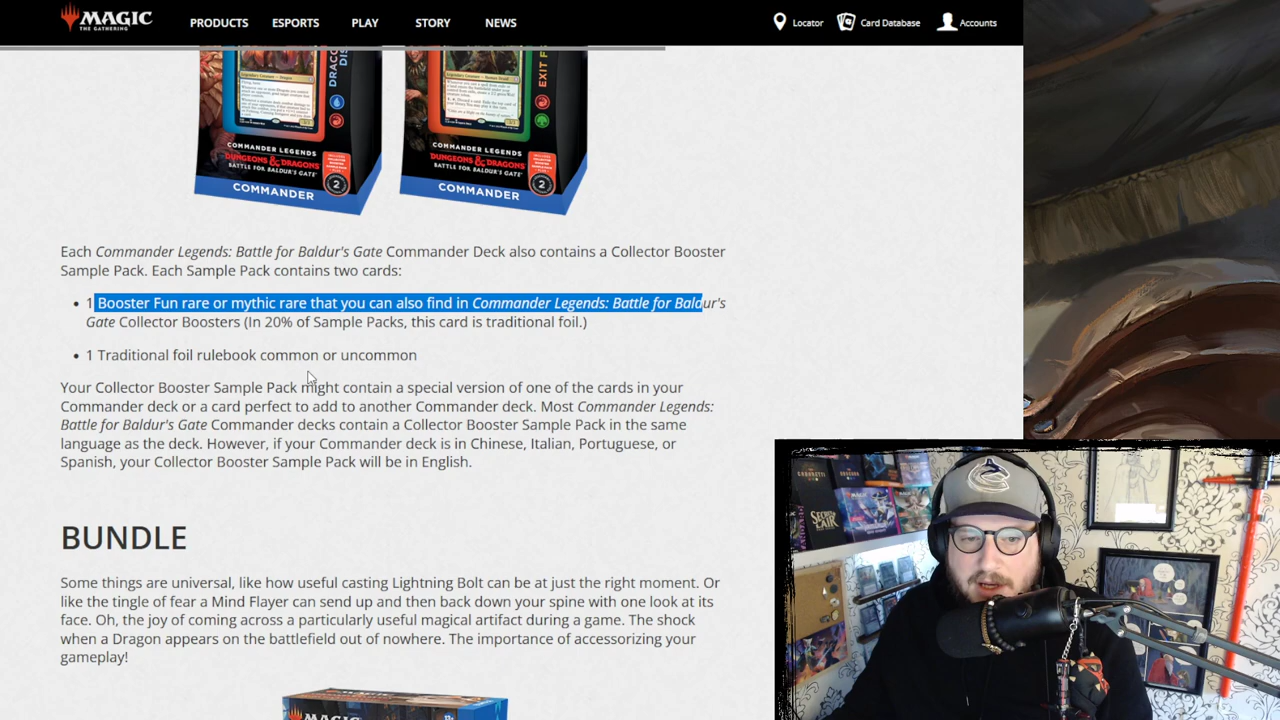 MAGIC
THE GATHERING
PRODUCTS ESPORTS PLAY STORY NEWS
Locator Card Database Accounts
DRACO
DIS
EXIT F
COMMANDER LEGENDS
DUNGEONS & DRAGONS
BATTLE FOR BALDUR'S GATE
2
COMMANDER
COMMANDER LEGENDS
DUNGEONS & DRAGONS
BATTLE FOR BALDUR'S GATE
2
COMMANDER
Each Commander Legends: Battle for Baldur's Gate Commander Deck also contains a Collector Booster
Sample Pack. Each Sample Pack contains two cards:
• 1 Booster Fun rare or mythic rare that you can also find in Commander Legends: Battle for Baldur's
Gate Collector Boosters (In 20% of Sample Packs, this card is traditional foil.)
• 1 Traditional foil rulebook common or uncommon
Your Collector Booster Sample Pack might contain a special version of one of the cards in your
Commander deck or a card perfect to add to another Commander deck. Most Commander Legends:
Battle for Baldur's Gate Commander decks contain a Collector Booster Sample Pack in the same
language as the deck. However, if your Commander deck is in Chinese, Italian, Portuguese, or
Spanish, your Collector Booster Sample Pack will be in English.
BUNDLE
Some things are universal, like how useful casting Lightning Bolt can be at just the right moment. Or
like the tingle of fear a Mind Flayer can send up and then back down your spine with one look at its
face. Oh, the joy of coming across a particularly useful magical artifact during a game. The shock
when a Dragon appears on the battlefield out of nowhere. The importance of accessorizing your
gameplay!
MAGIC
SECRET
LAIR